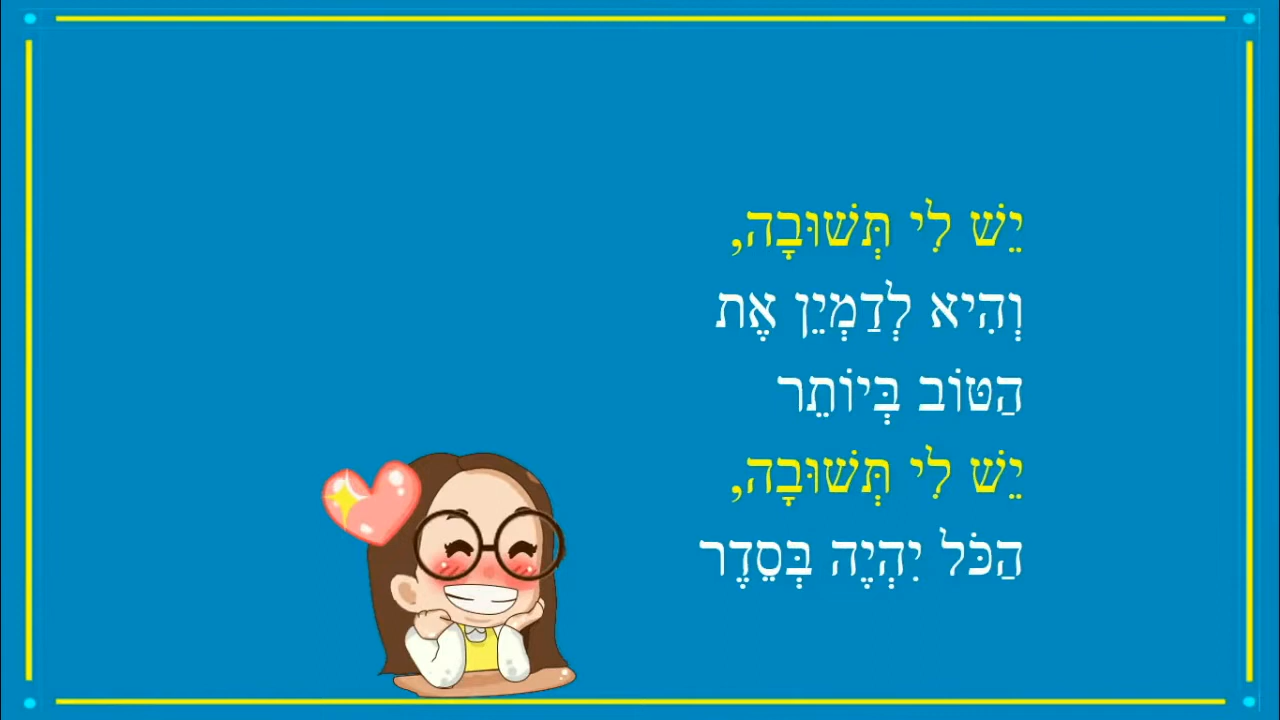 יֵשׁ לִי תְּשׁוּבָה,
וְהִיא לְדַמְיֵן אֶת
הַטּוֹב בְּיוֹתֵר
יֵשׁ לִי תְּשׁוּבָה,
הַכֹּל יִהְיֶה בְּסֵדֶר